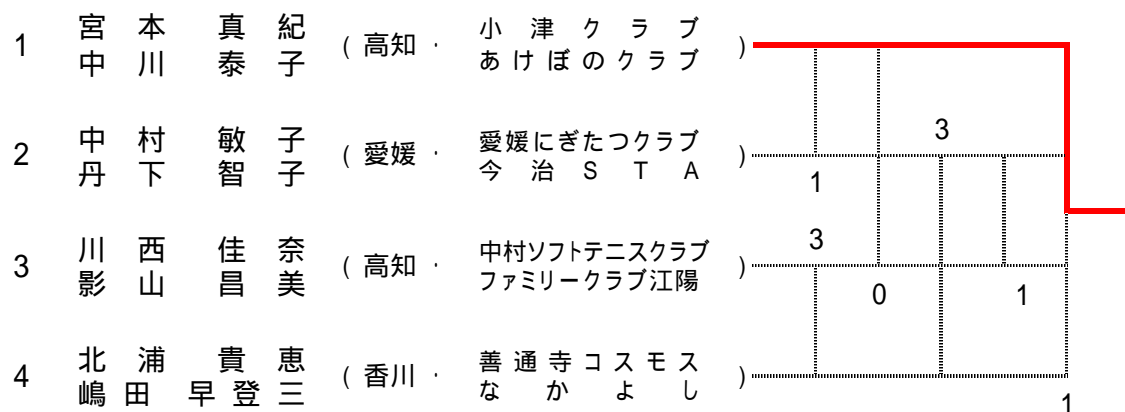 1 宮本 真紀 (高知・ 小津クラブ )
中川 泰子 あけぼのクラブ
3
2 中村 敏子 (愛媛・ 愛媛にぎたつクラブ )
丹下 智子 今治STA
1
3
3 川西 佳奈 (高知・ 中村ソフトテニスクラブ )
影山 昌美 ファミリークラブ江陽
0 1
4 北浦 貴恵 (香川・ 善通寺コスモス )
嶋田 早登三 なかよし
1